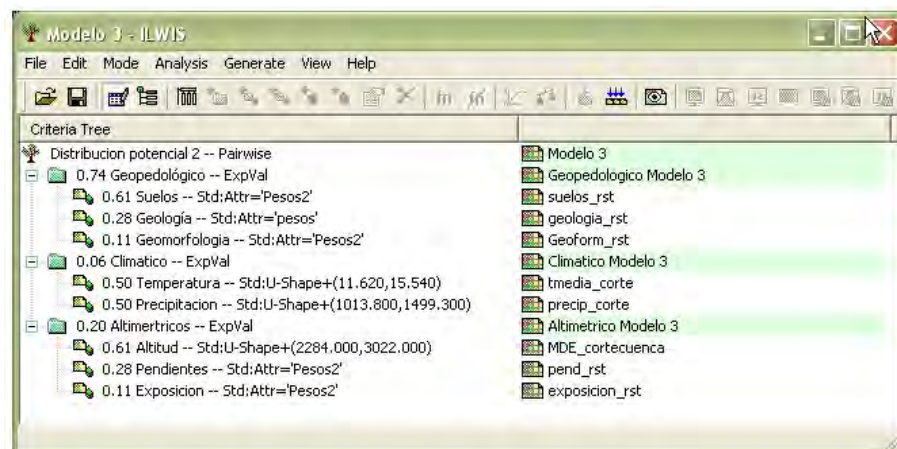 Modelo 3 - ILWIS
File Edit Mode Analysis Generate View Help
Criteria Tree
Distribucion potencial 2 -- Pairwise Modelo 3
0.74 Geopedológico -- ExpVal Geopedologico Modelo 3
0.61 Suelos -- Std:Attr='Pesos2' suelos_rst
0.28 Geología -- Std:Attr='pesos' geologia_rst
0.11 Geomorfologia -- Std:Attr='Pesos2' Geoform_rst
0.06 Climatico -- ExpVal Climatico Modelo 3
0.50 Temperatura -- Std:U-Shape+(11.620,15.540) tmedia_corte
0.50 Precipitacion -- Std:U-Shape+(1013.800,1499.300) precip_corte
0.20 Altimertricos -- ExpVal Altimetrico Modelo 3
0.61 Altitud -- Std:U-Shape+(2284.000,3022.000) MDE_cortecuenca
0.28 Pendientes -- Std:Attr='Pesos2' pend_rst
0.11 Exposicion -- Std:Attr='Pesos2' exposicion_rst